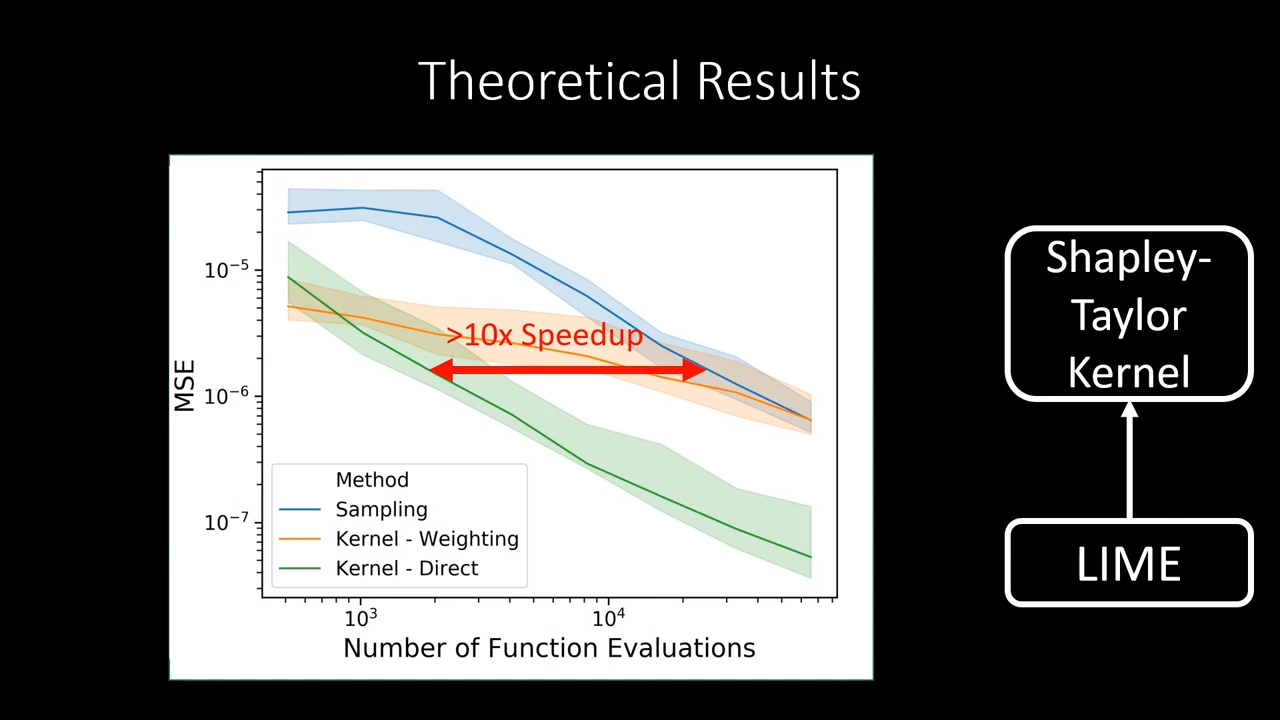 Theoretical Results
10⁻⁵
10⁻⁶
10⁻⁷
MSE
>10x Speedup
Method
Sampling
Kernel - Weighting
Kernel - Direct
10³
10⁴
Number of Function Evaluations
Shapley-
Taylor
Kernel
LIME